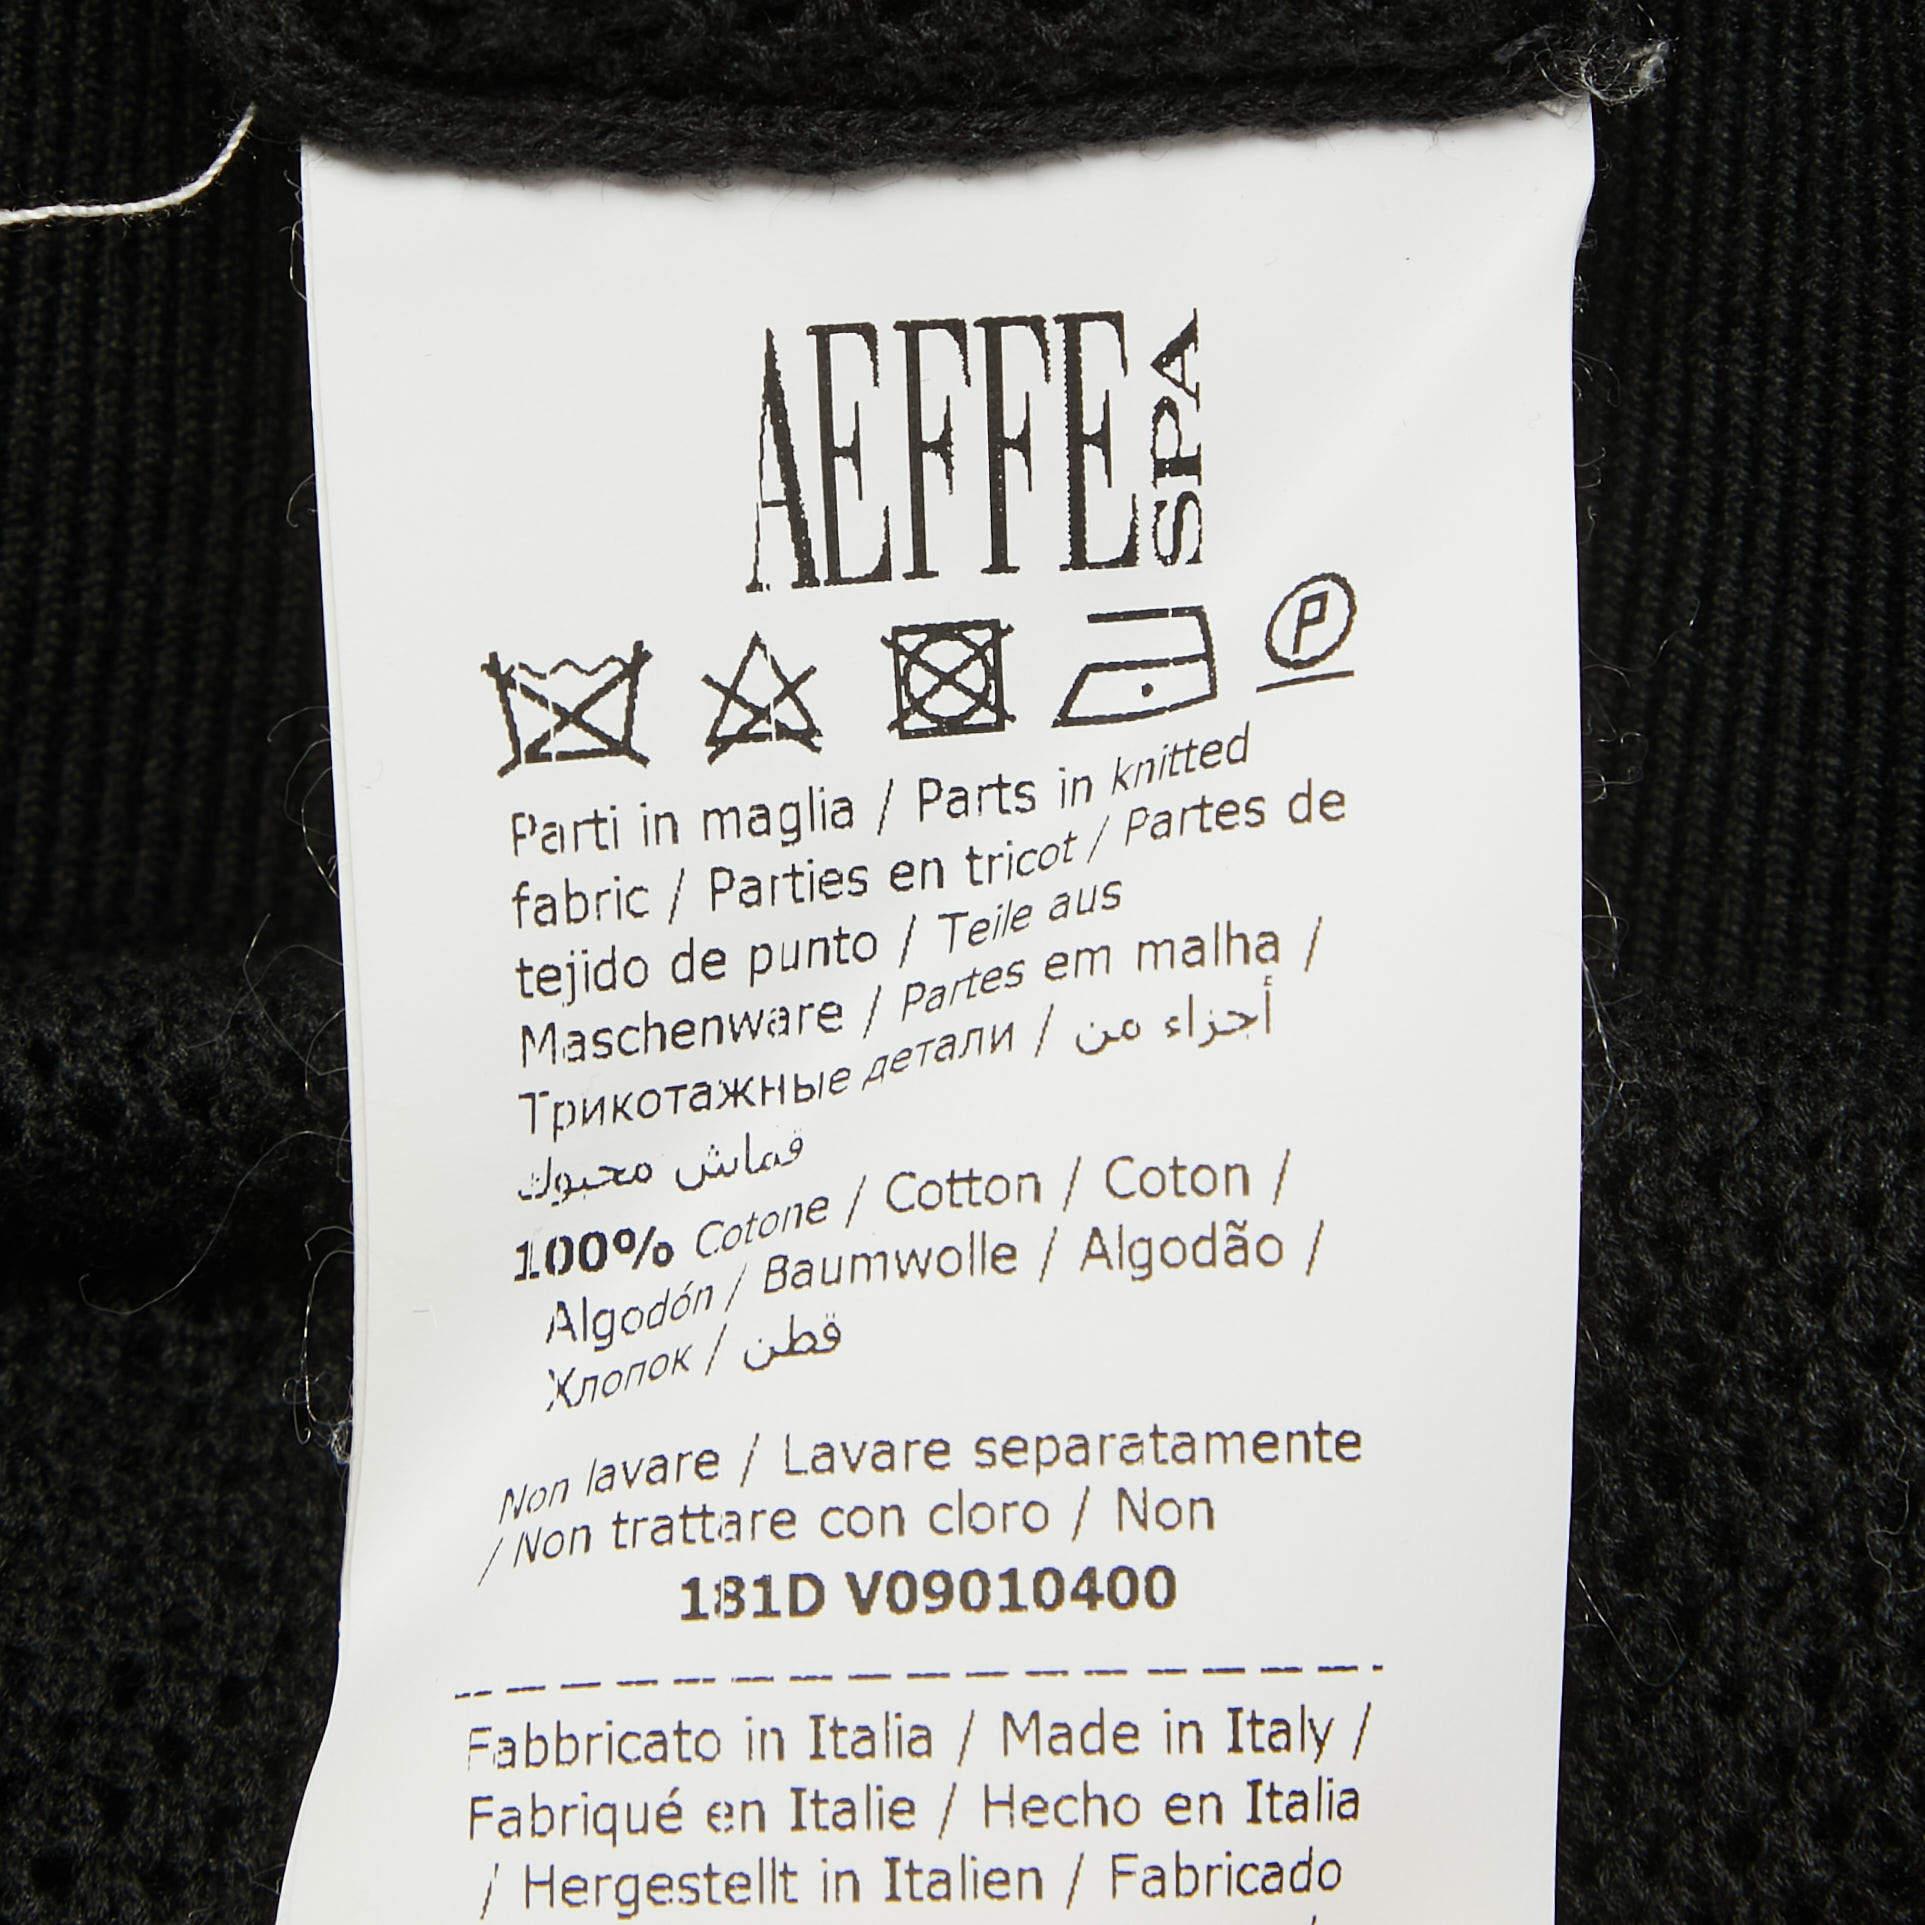 AEFFE SPA
P
Parti in maglia / Parts in knitted
fabric / Parties en tricot / Partes de
tejido de punto / Teile aus
Maschenware / Partes em malha /
Трикотажные детали / أجزاء من
قماش محبوك
100% Cotone / Cotton / Coton /
Algodón / Baumwolle / Algodão /
Хлопок / قطن
Non lavare / Lavare separatamente
/ Non trattare con cloro / Non
181D V09010400
Fabbricato in Italia / Made in Italy /
Fabriqué en Italie / Hecho en Italia
/ Hergestellt in Italien / Fabricado